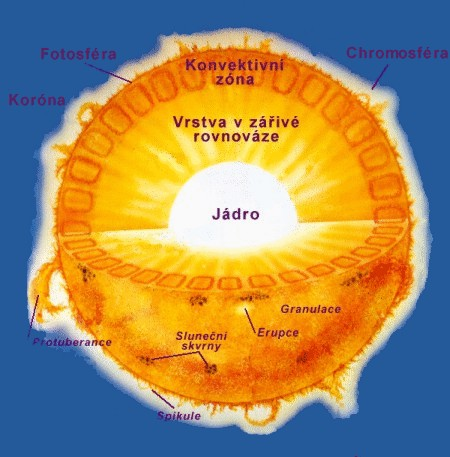 Fotosféra
Konvektivní
zóna
Chromosféra
Koróna
Vrstva v zářivé
rovnováze
Jádro
Granulace
Erupce
Sluneční
skvrny
Protuberance
Spikule